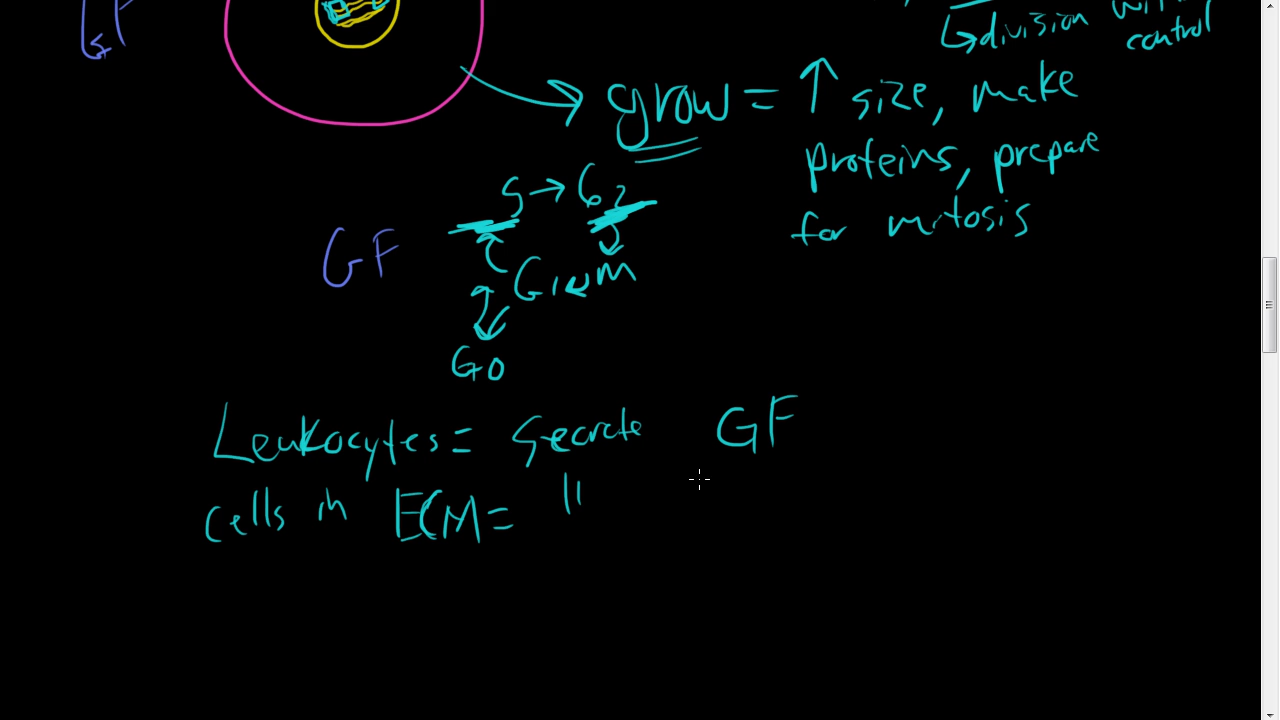 GF
↳division
control
grow = ↑ size, make
proteins, prepare
for mitosis
S → G2
GF
G1 ← M
G0
Leukocytes = secrete GF
cells in ECM = "